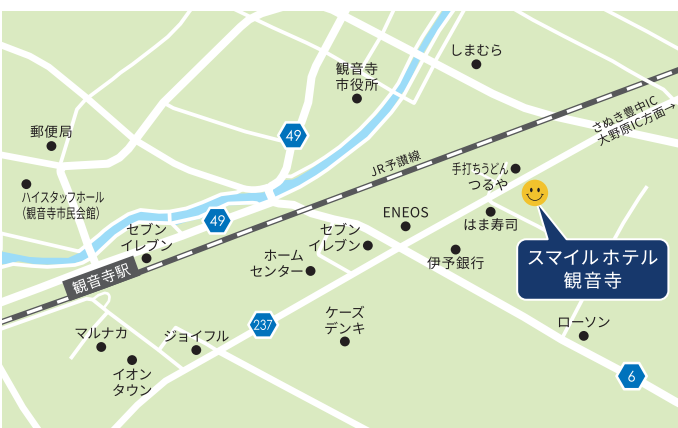 しまむら
観音寺
市役所
さぬき豊中IC
大野原IC方面→
郵便局
49
JR予讃線
手打ちうどん
つるや
ハイスタッフホール
(観音寺市民会館)
49
ENEOS
はま寿司
セブン
イレブン
セブン
イレブン
ホーム
センター
伊予銀行
スマイルホテル
観音寺
観音寺駅
237
ケーズ
デンキ
ローソン
マルナカ
ジョイフル
イオン
タウン
6